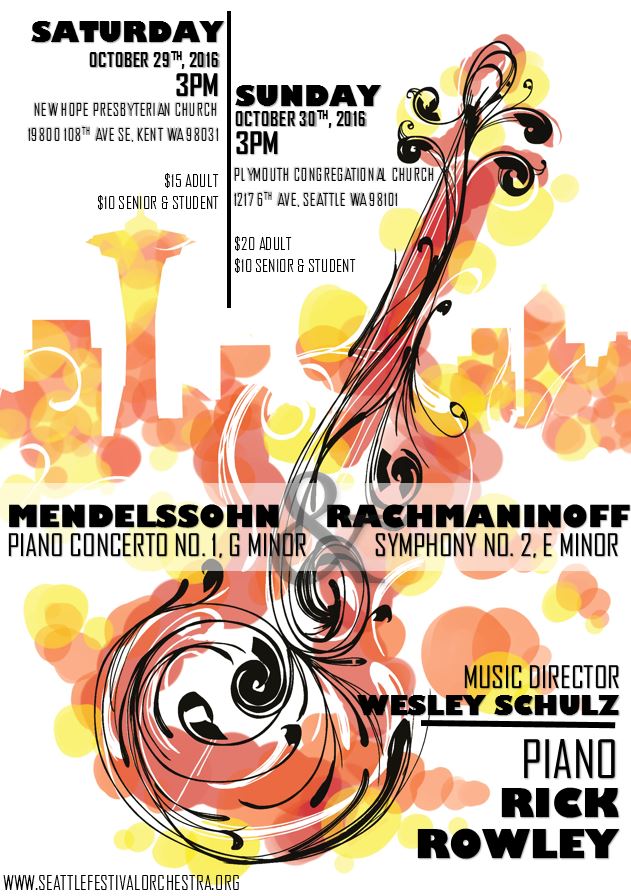 SATURDAY
OCTOBER 29TH, 2016
3PM
NEW HOPE PRESBYTERIAN CHURCH
19800 108TH AVE SE, KENT WA 98031
$15 ADULT
$10 SENIOR & STUDENT
SUNDAY
OCTOBER 30TH, 2016
3PM
PLYMOUTH CONGREGATIONAL CHURCH
1217 6TH AVE, SEATTLE WA 98101
$20 ADULT
$10 SENIOR & STUDENT
MENDELSSOHN & RACHMANINOFF
PIANO CONCERTO NO. 1, G MINOR SYMPHONY NO. 2, E MINOR
MUSIC DIRECTOR
WESLEY SCHULZ
PIANO
RICK
ROWLEY
WWW.SEATTLEFESTIVALORCHESTRA.ORG